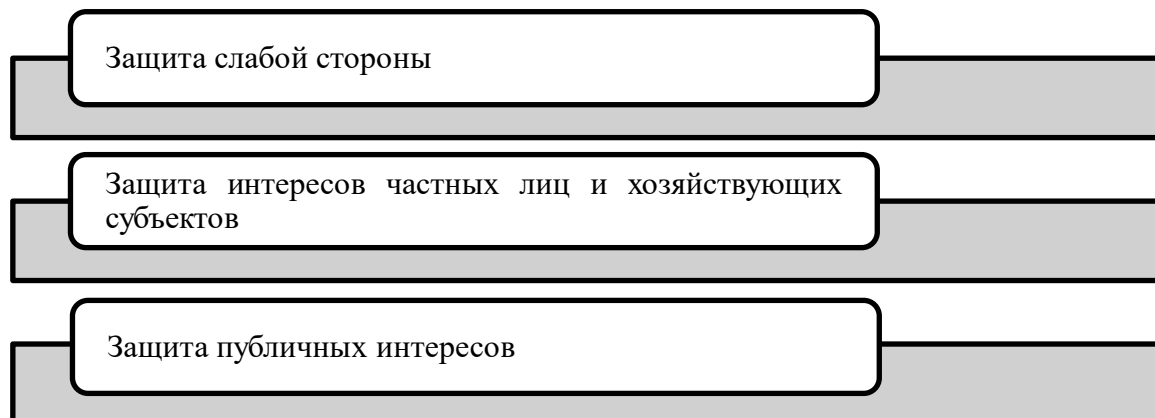 Защита слабой стороны
Защита интересов частных лиц и хозяйствующих
субъектов
Защита публичных интересов